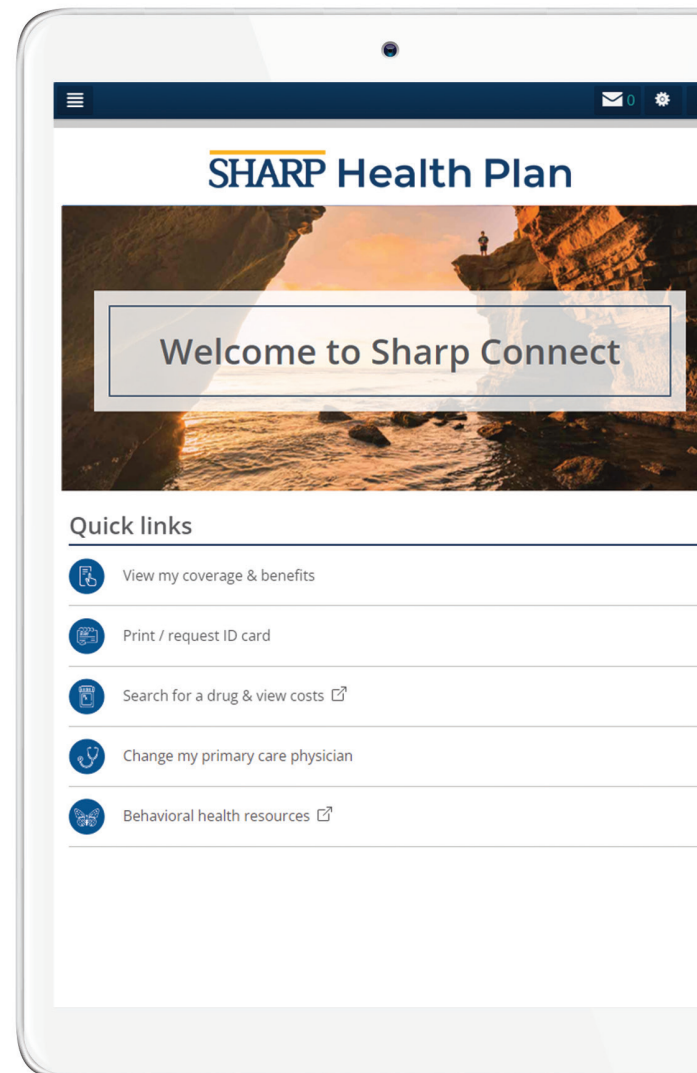 0
SHARP Health Plan
Welcome to Sharp Connect
Quick links
View my coverage & benefits
Print / request ID card
Search for a drug & view costs
Change my primary care physician
Behavioral health resources